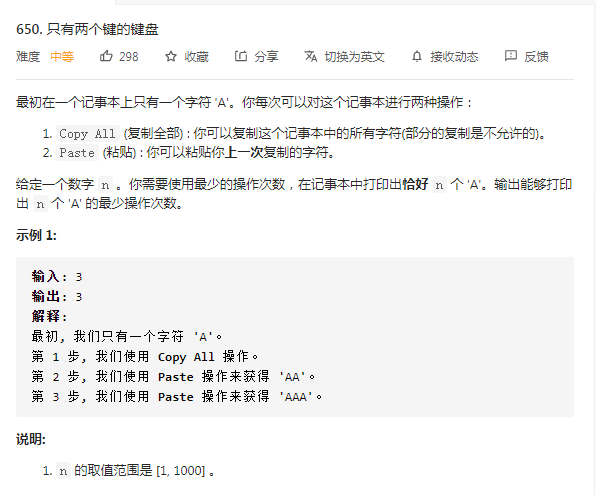 650. 只有两个键的键盘
难度 中等 298 收藏 分享 切换为英文 接收动态 反馈
最初在一个记事本上只有一个字符 'A'。你每次可以对这个记事本进行两种操作：
1. Copy All (复制全部) : 你可以复制这个记事本中的所有字符(部分的复制是不允许的)。
2. Paste (粘贴) : 你可以粘贴你上一次复制的字符。
给定一个数字 n 。你需要使用最少的操作次数，在记事本中打印出恰好 n 个 'A'。输出能够打印
出 n 个 'A' 的最少操作次数。
示例 1:
输入: 3
输出: 3
解释:
最初, 我们只有一个字符 'A'。
第 1 步, 我们使用 Copy All 操作。
第 2 步, 我们使用 Paste 操作来获得 'AA'。
第 3 步, 我们使用 Paste 操作来获得 'AAA'。
说明:
1. n 的取值范围是 [1, 1000] 。